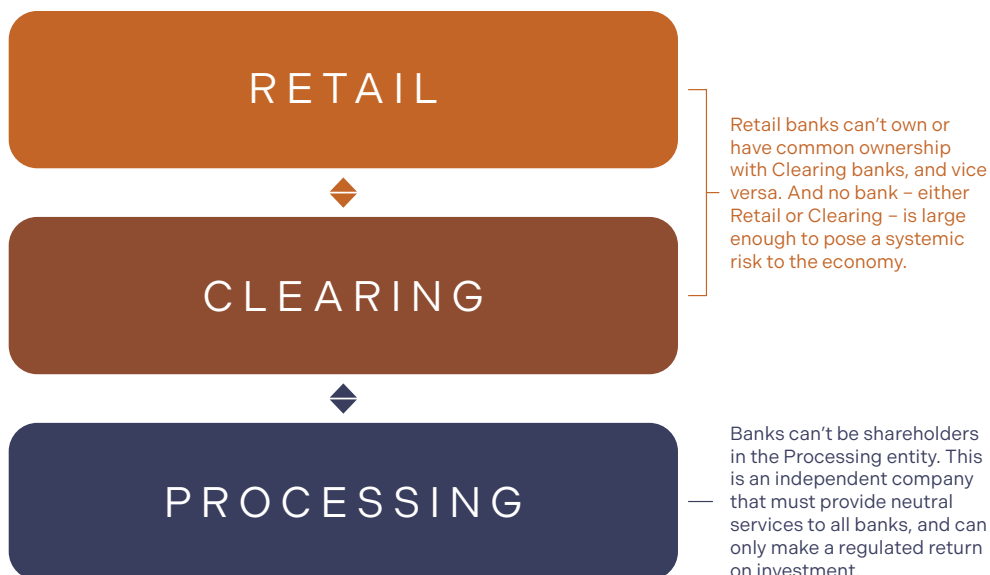 RETAIL
Retail banks can’t own or
have common ownership
with Clearing banks, and vice
versa. And no bank – either
Retail or Clearing – is large
enough to pose a systemic
risk to the economy.
CLEARING
PROCESSING
Banks can’t be shareholders
in the Processing entity. This
is an independent company
that must provide neutral
services to all banks, and can
only make a regulated return
on investment